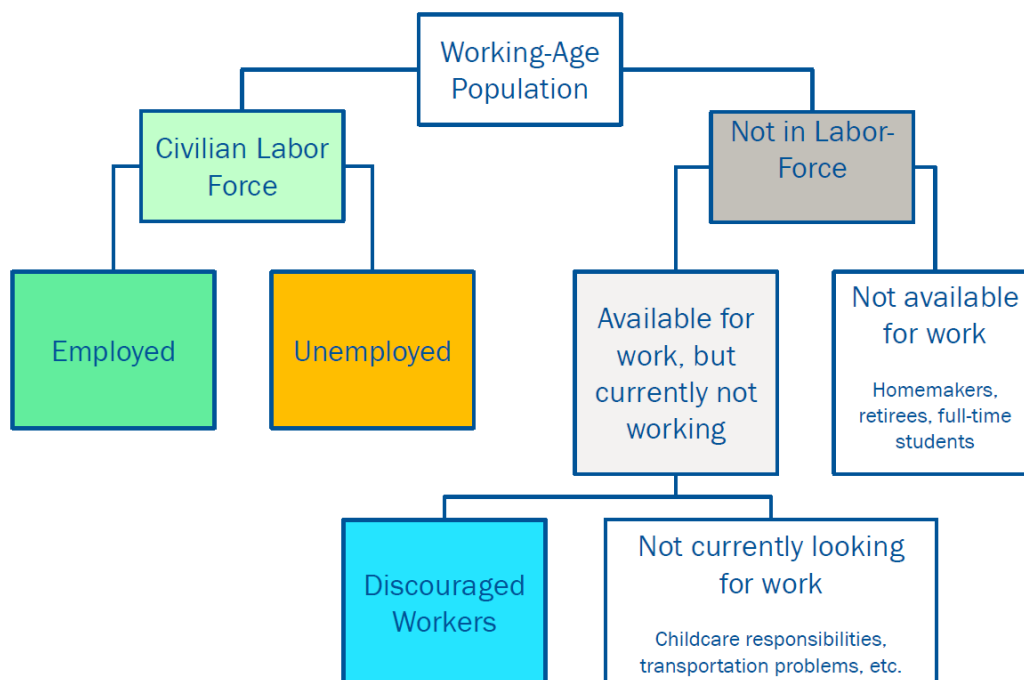 Working-Age
Population
Civilian Labor
Force
Not in Labor-
Force
Employed
Unemployed
Available for
work, but
currently not
working
Not available
for work
Homemakers,
retirees, full-time
students
Discouraged
Workers
Not currently looking
for work
Childcare responsibilities,
transportation problems, etc.